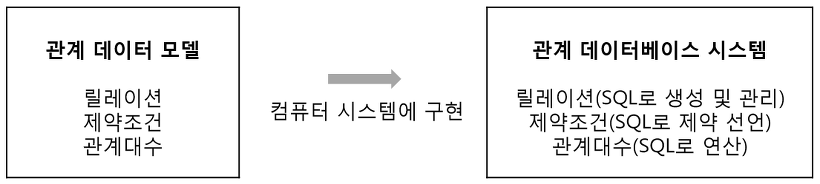 관계 데이터 모델
릴레이션
제약조건
관계대수
컴퓨터 시스템에 구현
관계 데이터베이스 시스템
릴레이션(SQL로 생성 및 관리)
제약조건(SQL로 제약 선언)
관계대수(SQL로 연산)